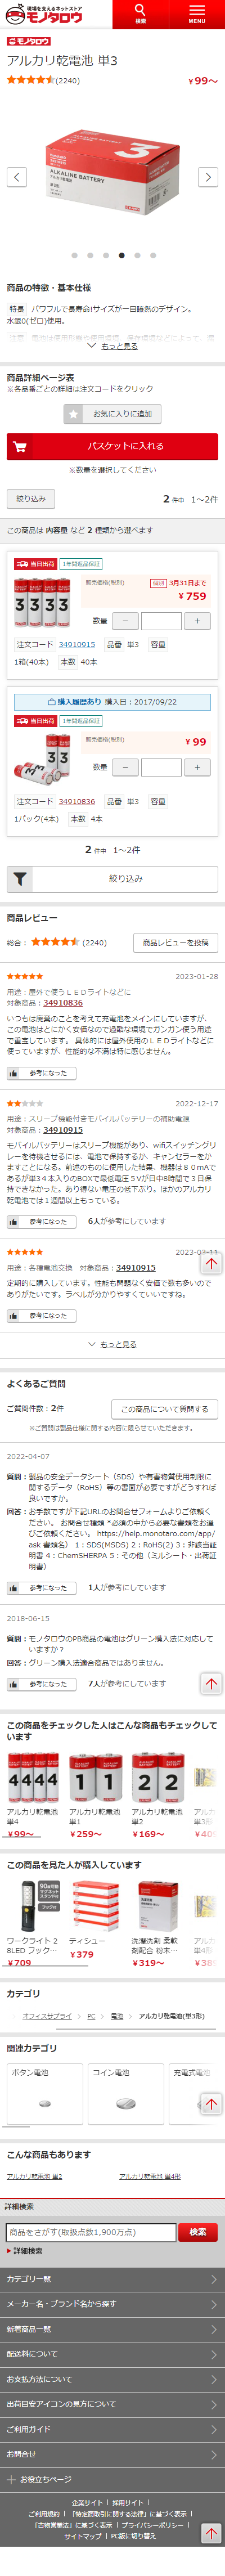 現場を支えるネットストア
モノタロウ
検索
MENU
モノタロウ
アルカリ乾電池 単3
(2240)
¥99〜
3
ALKALINE BATTERY
商品の特徴・基本仕様
特長 パワフルで長寿命!サイズが一目瞭然のデザイン。
水銀0(ゼロ)使用。
もっと見る
商品詳細ページ表
※各品番ごとの詳細は注文コードをクリック
お気に入りに追加
バスケットに入れる
※数量を選択してください
絞り込み
2 件中 1〜2件
この商品は 内容量 など 2 種類から選べます
当日出荷
1年間返品保証
販売価格(税別)
個別 3月31日まで
¥759
数量
−
+
注文コード 34910915 品番 単3 容量
1箱(40本) 本数 40本
購入履歴あり 購入日:2017/09/22
当日出荷
1年間返品保証
販売価格(税別)
¥99
数量
−
+
注文コード 34910836 品番 単3 容量
1パック(4本) 本数 4本
2 件中 1〜2件
絞り込み
商品レビュー
総合:
(2240)
商品レビューを投稿
2023-01-28
用途:屋外で使うLEDライトなどに
対象商品:34910836
いつもは廃棄のことを考えて充電池をメインにしていますが、
この電池はとにかく安価なので過酷な環境でガンガン使う用途
で重宝しています。 具体的には屋外使用のLEDライトなどに
使っていますが、性能的な不満は特に感じません。
参考になった
2022-12-17
用途:スリープ機能付きモバイルバッテリーの補助電源
対象商品:34910915
モバイルバッテリーはスリープ機能があり、wifiスイッチングリ
レーを待機させるには、電池で保持するか、キャンセラーをか
ますことになる。前述のものに使用した結果、機器は80mAで
あるが単34本入りのBOXで最低電圧5Vが日中8時間で3日保
持できなかった。あり得ない電圧の低下ぶり。ほかのアルカリ
乾電池では1週間以上もっている。
参考になった
6人が参考にしています
2023-03-11
用途:各種電池交換 対象商品:34910915
定期的に購入しています。性能も問題なく安価で数も多いので
ありがたいです。ラベルが分かりやすくていいですね。
参考になった
もっと見る
よくあるご質問
ご質問件数:2件
この商品について質問する
※ご質問は製品仕様に関する内容に限らせていただきます。
2022-04-07
質問:製品の安全データシート(SDS)や有害物質使用制限に
関するデータ(RoHS)等の書面が必要ですがどうすれば
良いですか。
回答:お手数ですが下記URLのお問合せフォームよりご依頼く
ださい。 お問合せ種類 *必須の中から必要な書類をお選
びご依頼ください。 https://help.monotaro.com/app/
ask 書類名) 1:SDS(MSDS) 2:RoHS(2) 3:非該当証
明書 4:ChemSHERPA 5:その他(ミルシート・出荷証
明書)
参考になった
1人が参考にしています
2018-06-15
質問:モノタロウのPB商品の電池はグリーン購入法に対応して
いますか?
回答:グリーン購入法適合商品ではありません。
参考になった
7人が参考にしています
この商品をチェックした人はこんな商品もチェックして
います
アルカリ乾電池
単4
¥99〜
アルカリ乾電池
単1
¥259〜
アルカリ乾電池
単2
¥169〜
この商品を見た人が購入しています
ワークライト 2
8LED フック…
¥709
ティシュー
¥379
洗濯洗剤 柔軟
剤配合 粉末…
¥319〜
カテゴリ
オフィスサプライ
PC
電池
アルカリ乾電池(単3形)
関連カテゴリ
ボタン電池
コイン電池
充電式電池
こんな商品もあります
アルカリ乾電池 単2
アルカリ乾電池 単4形
詳細検索
商品をさがす(取扱点数1,900万点)
検索
詳細検索
カテゴリ一覧
メーカー名・ブランド名から探す
新着商品一覧
配送料について
お支払方法について
出荷目安アイコンの見方について
ご利用ガイド
お問合せ
お役立ちページ
企業サイト | 採用サイト |
ご利用規約 | 「特定商取引に関する法律」に基づく表示 |
「古物営業法」に基づく表示 | プライバシーポリシー |
サイトマップ | PC版に切り替え